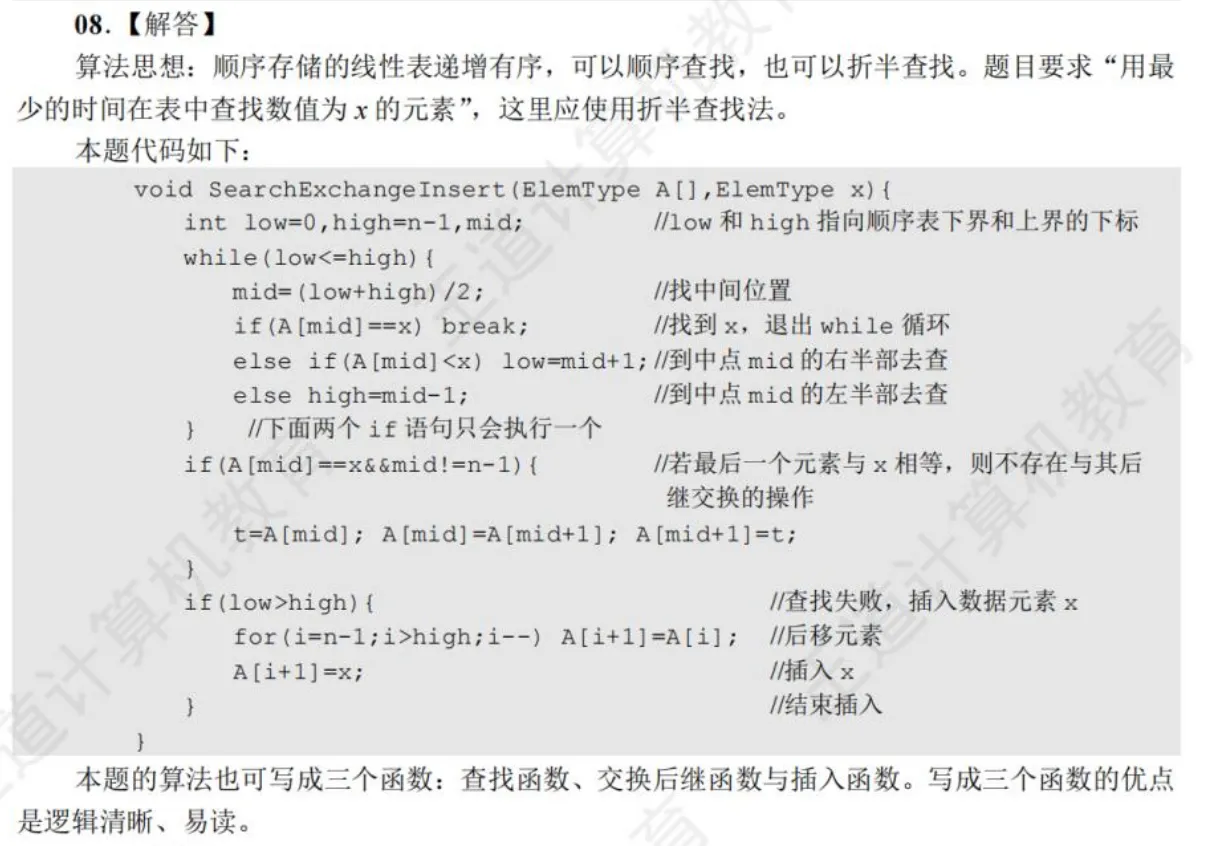 08.【解答】
算法思想：顺序存储的线性表递增有序，可以顺序查找，也可以折半查找。题目要求“用最
少的时间在表中查找数值为 x 的元素”，这里应使用折半查找法。
本题代码如下：
void SearchExchangeInsert(ElemType A[],ElemType x){
int low=0,high=n-1,mid; //low 和 high 指向顺序表下界和上界的下标
while(low<=high){
mid=(low+high)/2; //找中间位置
if(A[mid]==x) break; //找到 x，退出 while 循环
else if(A[mid]<x) low=mid+1; //到中点 mid 的右半部去查
else high=mid-1; //到中点 mid 的左半部去查
} //下面两个 if 语句只会执行一个
if(A[mid]==x&&mid!=n-1){ //若最后一个元素与 x 相等，则不存在与其后
继交换的操作
t=A[mid]; A[mid]=A[mid+1]; A[mid+1]=t;
}
if(low>high){ //查找失败，插入数据元素 x
for(i=n-1;i>high;i--) A[i+1]=A[i]; //后移元素
A[i+1]=x; //插入 x
} //结束插入
}
本题的算法也可写成三个函数：查找函数、交换后继函数与插入函数。写成三个函数的优点
是逻辑清晰、易读。